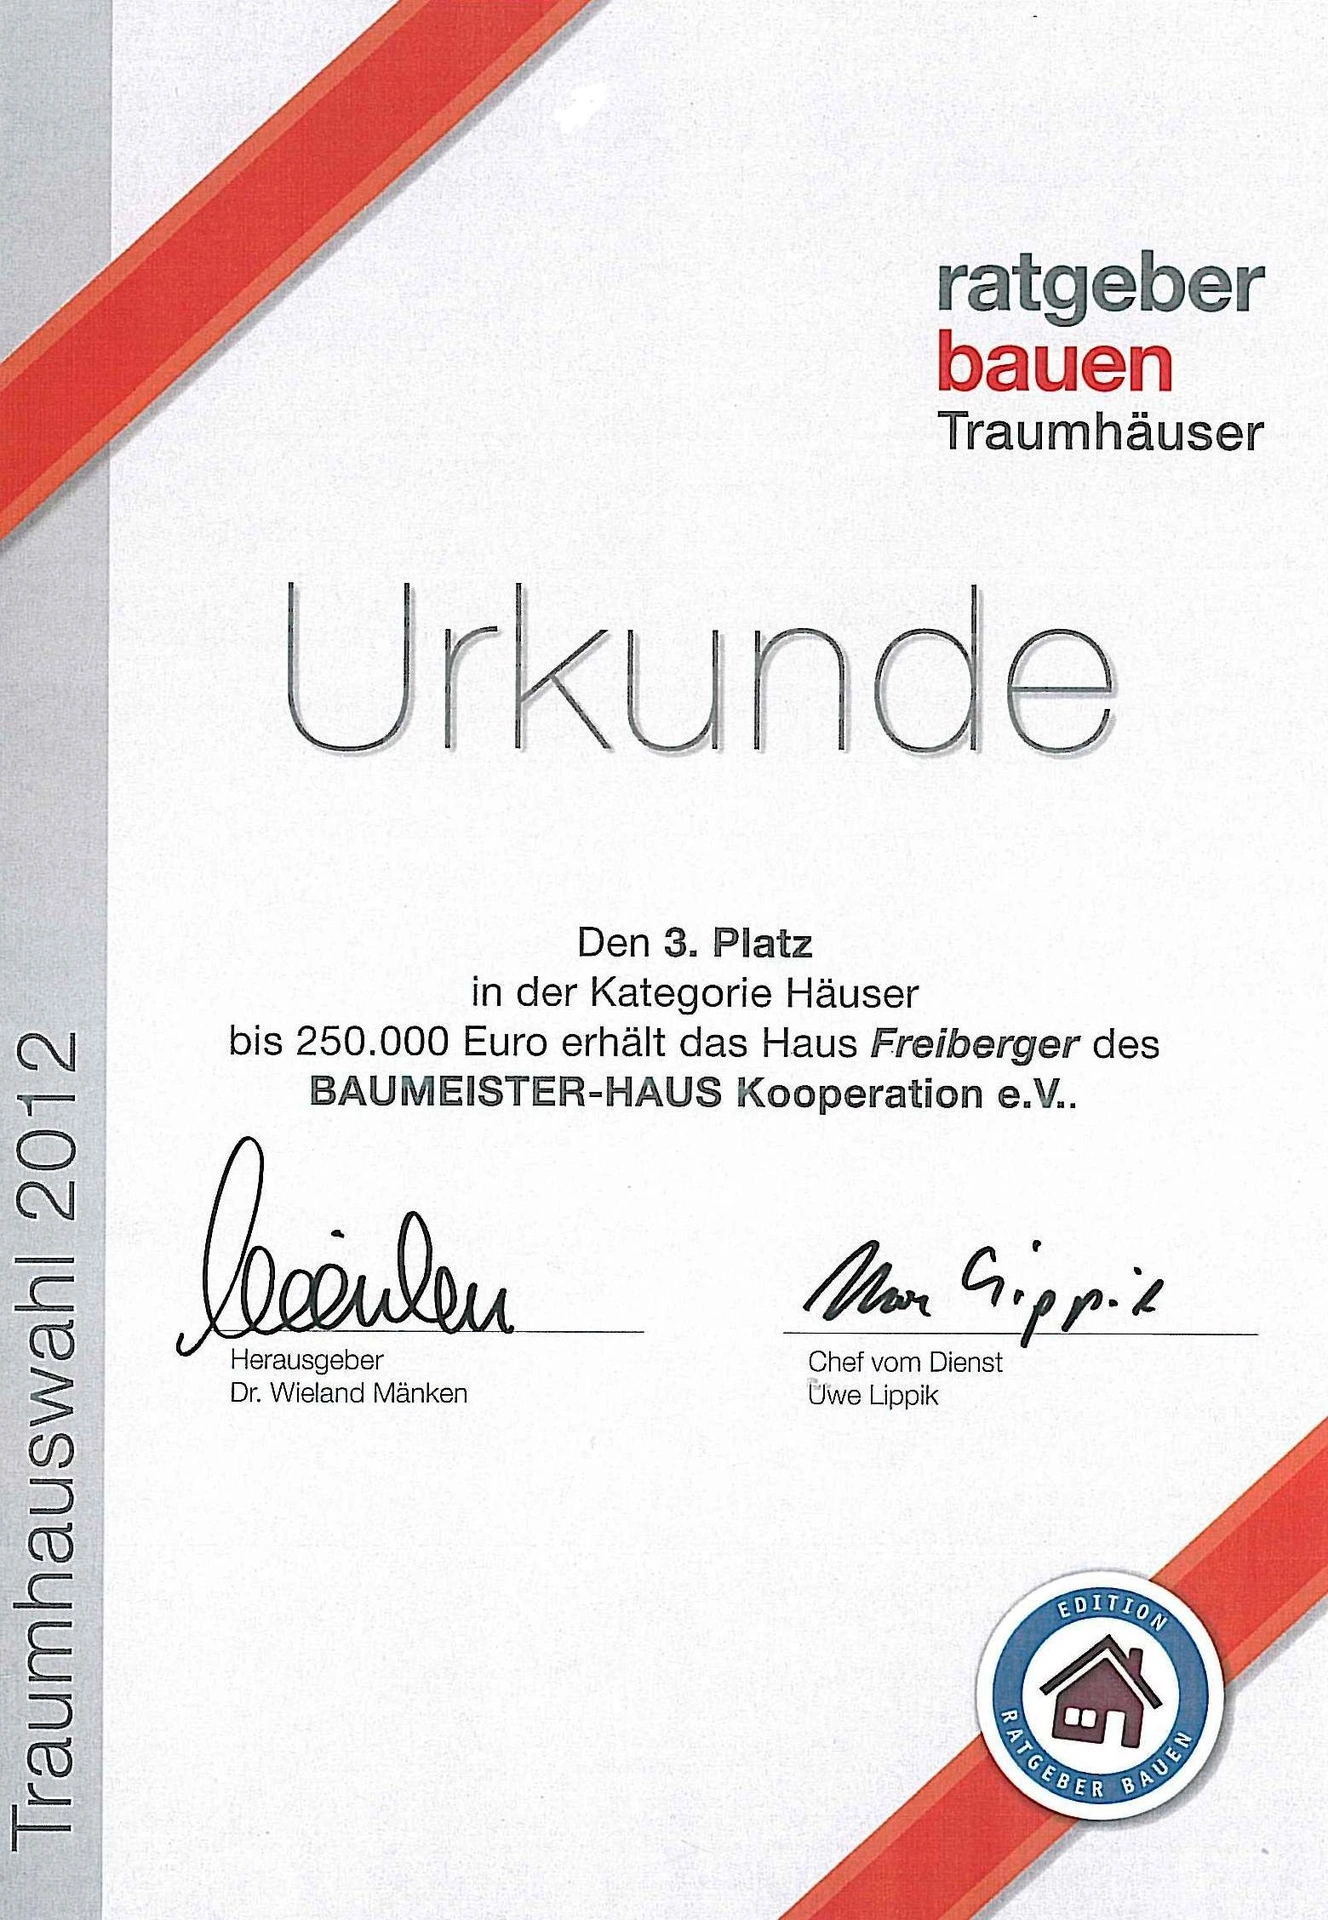 ratgeber
bauen
Traumhäuser
Urkunde
Den 3. Platz
in der Kategorie Häuser
bis 250.000 Euro erhält das Haus Freiberger des
BAUMEISTER-HAUS Kooperation e.V..
Herausgeber
Dr. Wieland Mänken
Chef vom Dienst
Uwe Lippik
Traumhauswahl 2012
EDITION
RATGEBER BAUEN